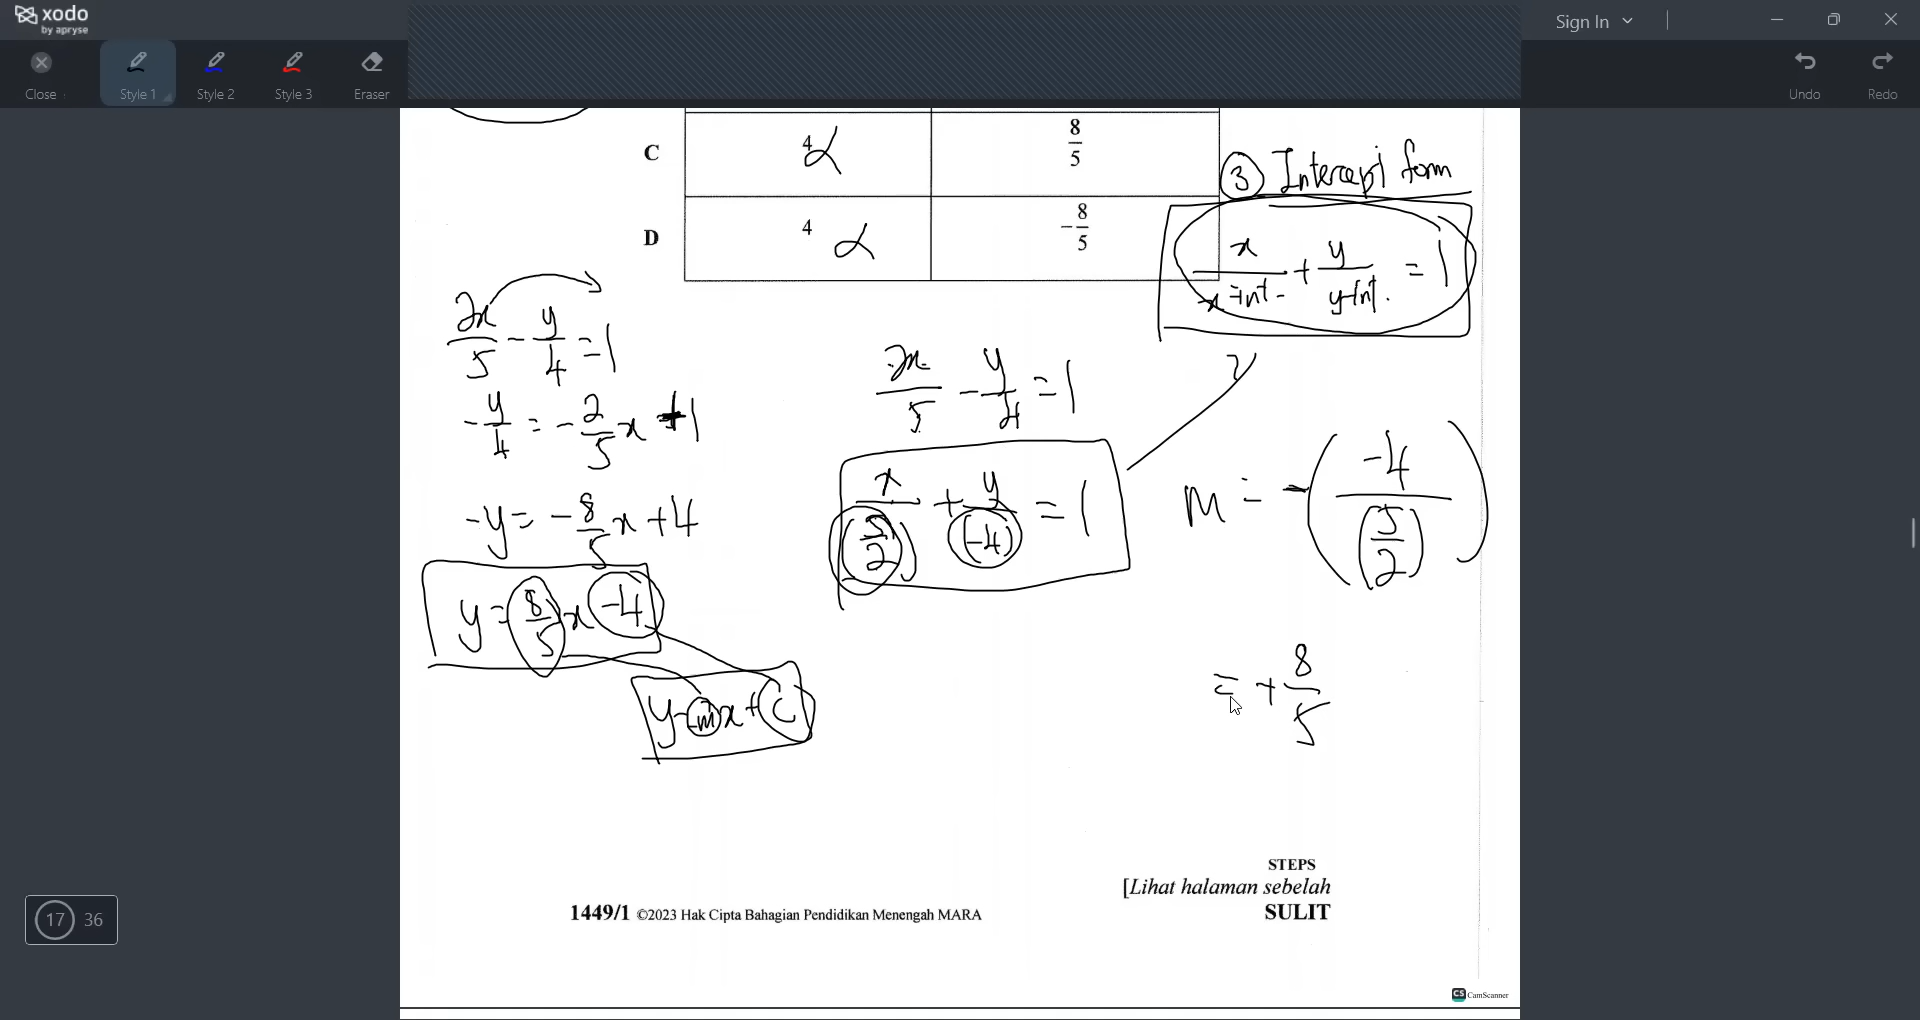 xodo
by apryse
Sign In
Close
Style 1
Style 2
Style 3
Eraser
Undo
Redo
C 4 8/5
D 4 -8/5
③ Intercept form
x/x-int. + y/y-int. = 1
2x/5 - y/4 = 1
-y/4 = -2/5 x + 1
-y = -8/5 x + 4
y = 8/5 x - 4
y = mx + c
2x/5 - y/4 = 1
x/(5/2) + y/(-4) = 1
m = -(-4/(5/2))
= + 8/5
STEPS
[Lihat halaman sebelah
1449/1 ©2023 Hak Cipta Bahagian Pendidikan Menengah MARA
SULIT
17 36
CS CamScanner